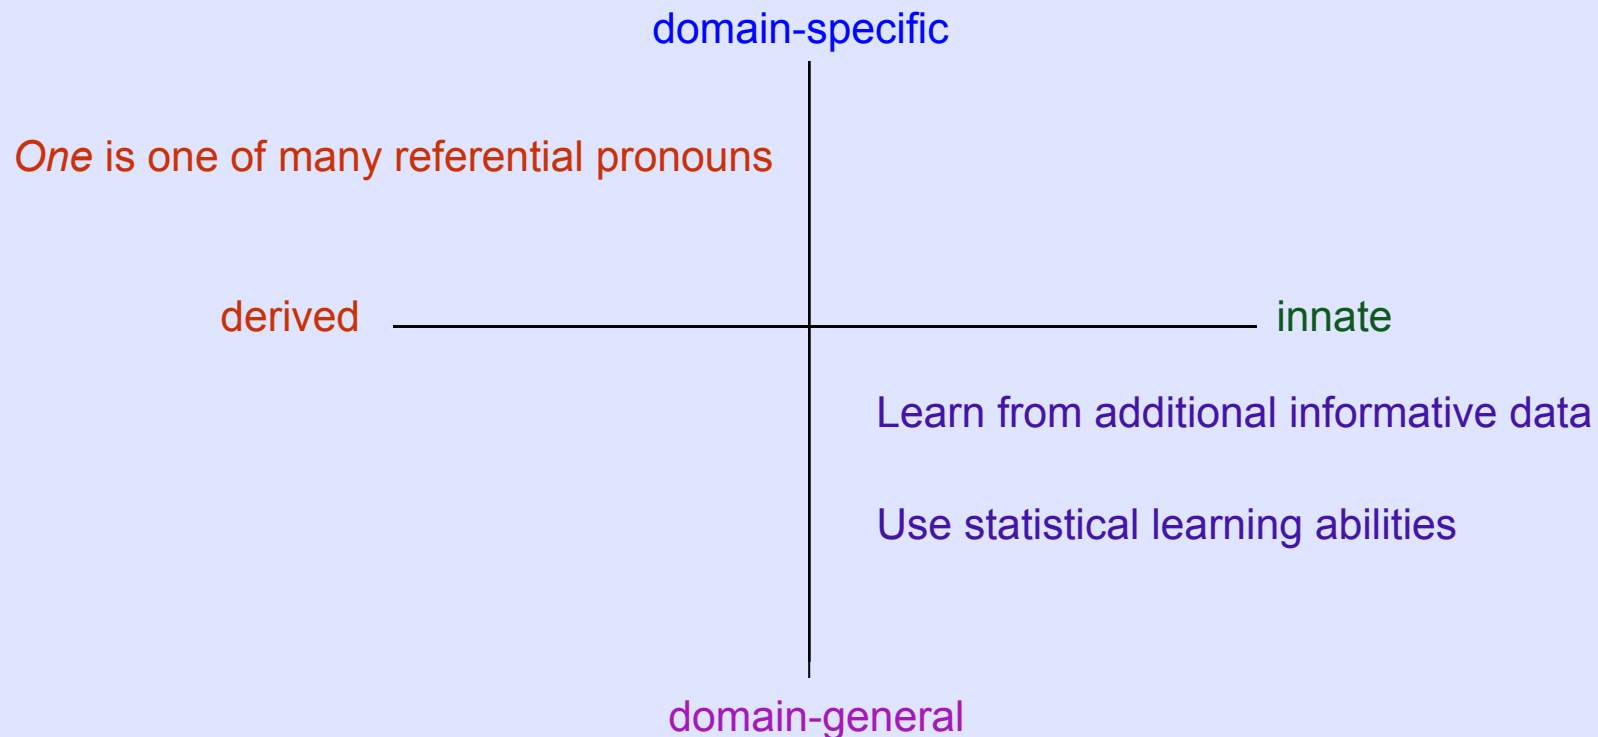 domain-specific
One is one of many referential pronouns
derived
innate
Learn from additional informative data
Use statistical learning abilities
domain-general